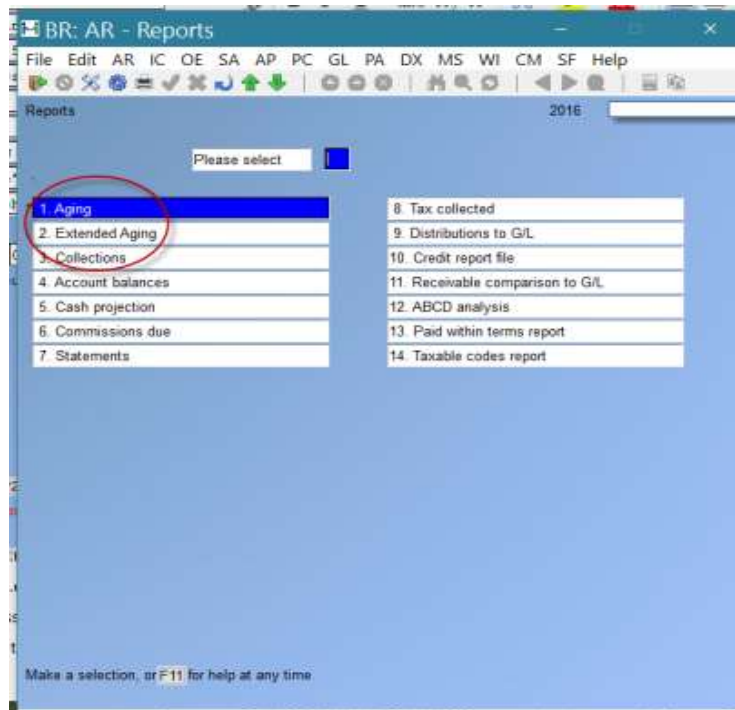 BR: AR - Reports
File Edit AR IC OE SA AP PC GL PA DX MS WI CM SF Help
Reports 2016
Please select
1. Aging
2. Extended Aging
3. Collections
4. Account balances
5. Cash projection
6. Commissions due
7. Statements
8. Tax collected
9. Distributions to G/L
10. Credit report file
11. Receivable comparison to G/L
12. ABCD analysis
13. Paid within terms report
14. Taxable codes report
Make a selection, or F11 for help at any time